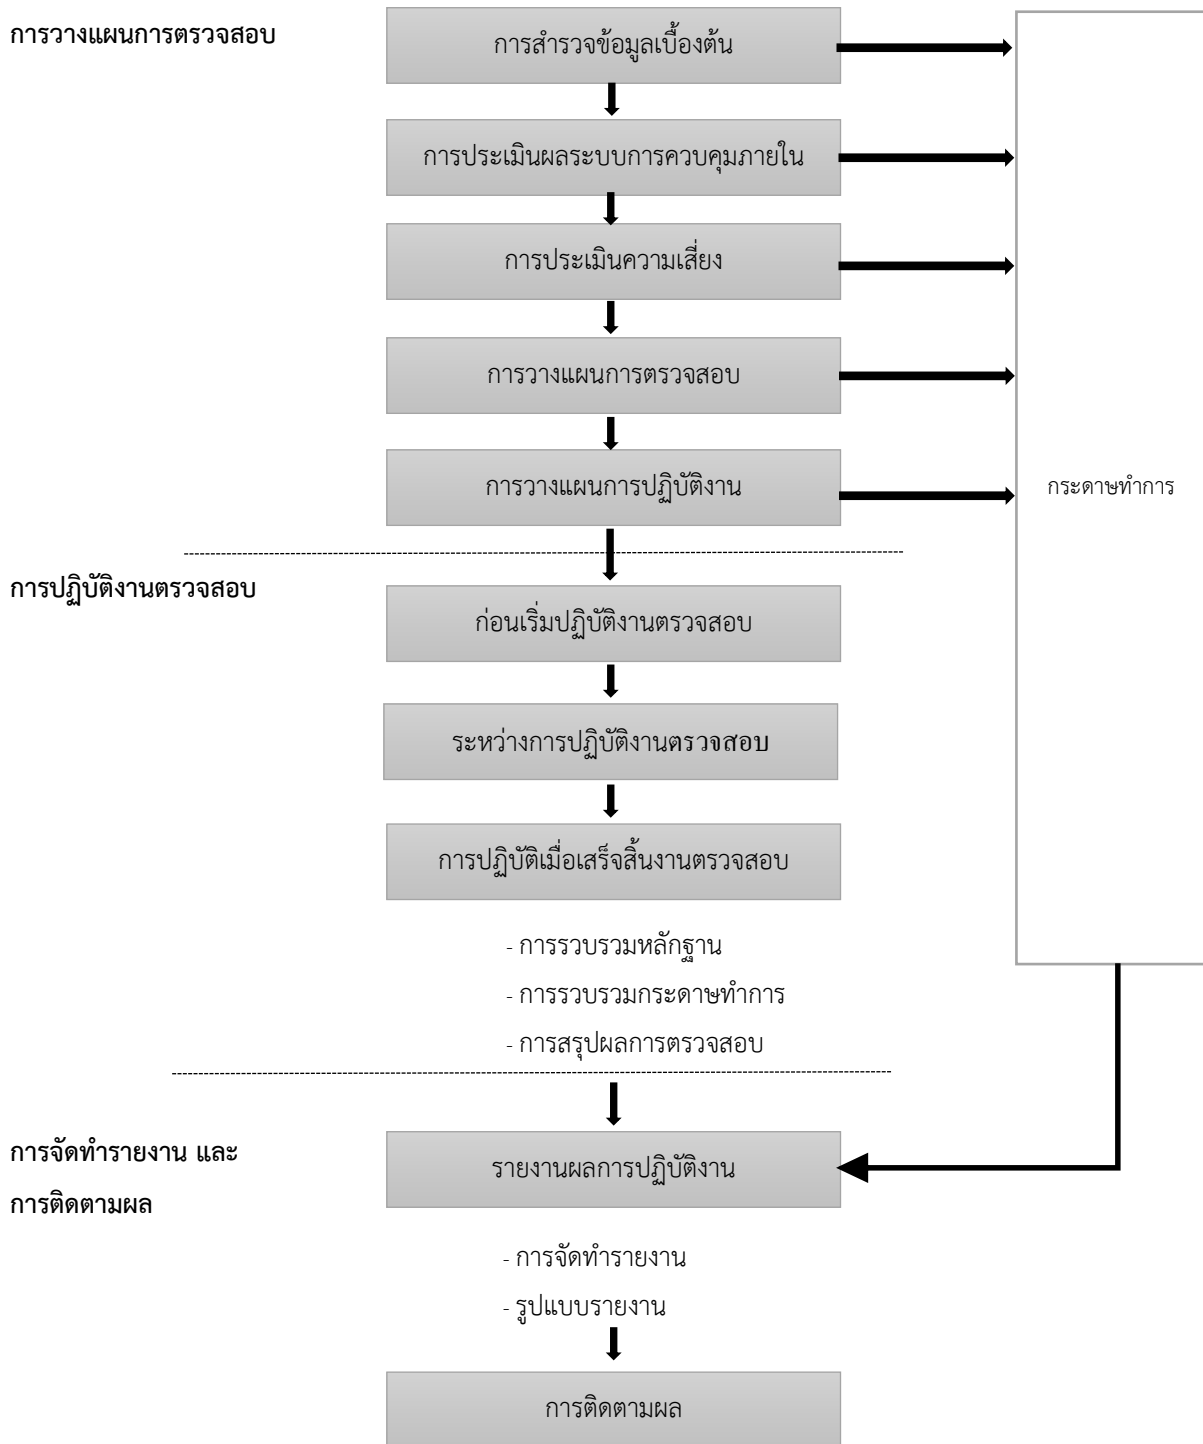 การวางแผนการตรวจสอบ
การสำรวจข้อมูลเบื้องต้น
การประเมินผลระบบการควบคุมภายใน
การประเมินความเสี่ยง
การวางแผนการตรวจสอบ
การวางแผนการปฏิบัติงาน
กระดาษทำการ
การปฏิบัติงานตรวจสอบ
ก่อนเริ่มปฏิบัติงานตรวจสอบ
ระหว่างการปฏิบัติงานตรวจสอบ
การปฏิบัติเมื่อเสร็จสิ้นงานตรวจสอบ
- การรวบรวมหลักฐาน
- การรวบรวมกระดาษทำการ
- การสรุปผลการตรวจสอบ
การจัดทำรายงาน และ
การติดตามผล
รายงานผลการปฏิบัติงาน
- การจัดทำรายงาน
- รูปแบบรายงาน
การติดตามผล